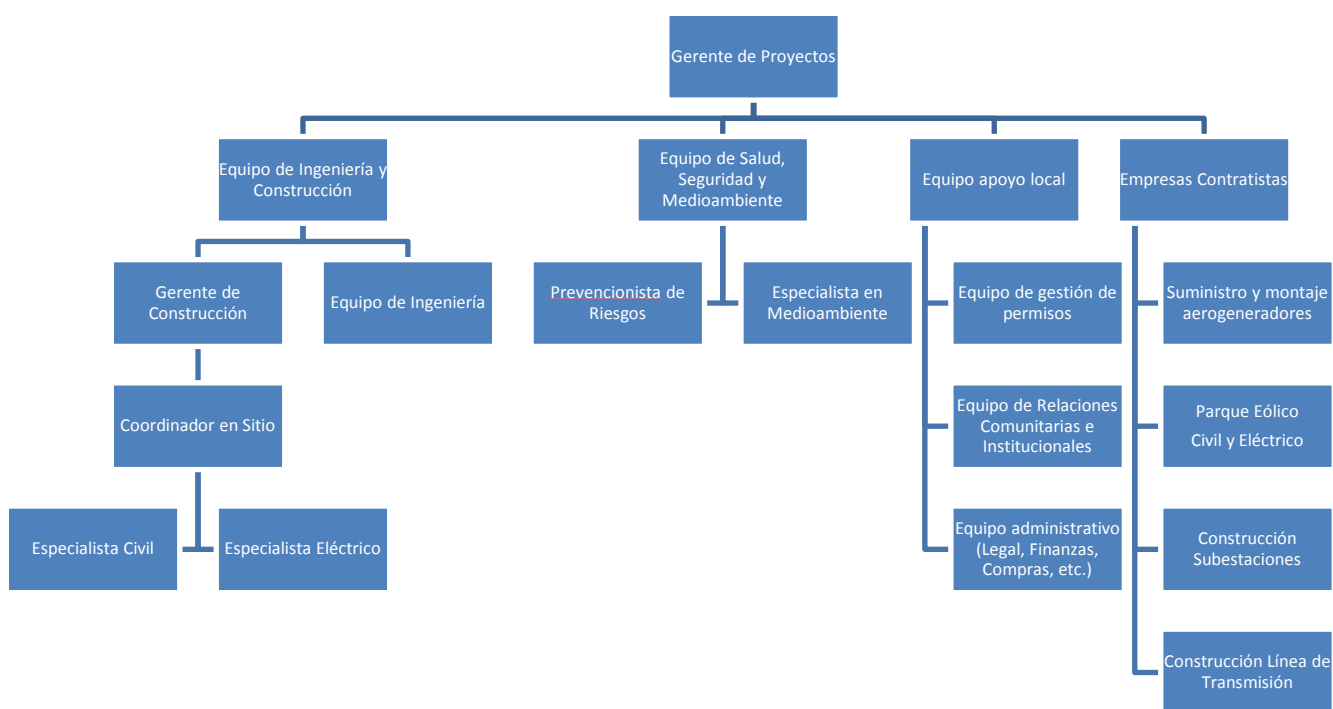 Gerente de Proyectos
Equipo de Ingeniería y
Construcción
Equipo de Salud,
Seguridad y
Medioambiente
Equipo apoyo local
Empresas Contratistas
Gerente de
Construcción
Equipo de Ingeniería
Prevencionista de
Riesgos
Especialista en
Medioambiente
Equipo de gestión de
permisos
Suministro y montaje
aerogeneradores
Coordinador en Sitio
Equipo de Relaciones
Comunitarias e
Institucionales
Parque Eólico
Civil y Eléctrico
Especialista Civil
Especialista Eléctrico
Equipo administrativo
(Legal, Finanzas,
Compras, etc.)
Construcción
Subestaciones
Construcción Línea de
Transmisión